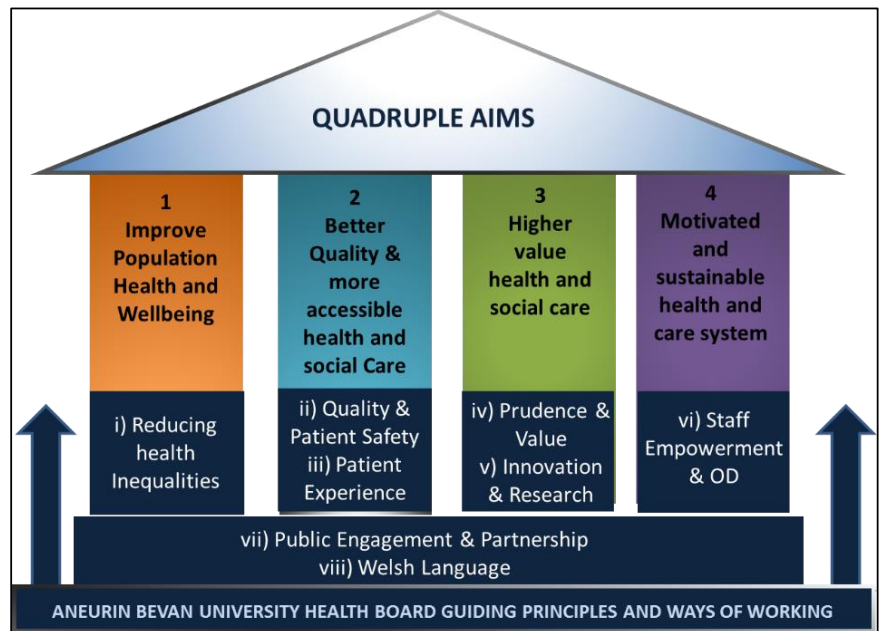 QUADRUPLE AIMS
1
Improve
Population
Health and
Wellbeing
2
Better
Quality &
more
accessible
health and
social Care
3
Higher
value
health and
social care
4
Motivated
and
sustainable
health and
care system
i) Reducing
health
Inequalities
ii) Quality &
Patient Safety
iii) Patient
Experience
iv) Prudence &
Value
v) Innovation
& Research
vi) Staff
Empowerment
& OD
vii) Public Engagement & Partnership
viii) Welsh Language
ANEURIN BEVAN UNIVERSITY HEALTH BOARD GUIDING PRINCIPLES AND WAYS OF WORKING